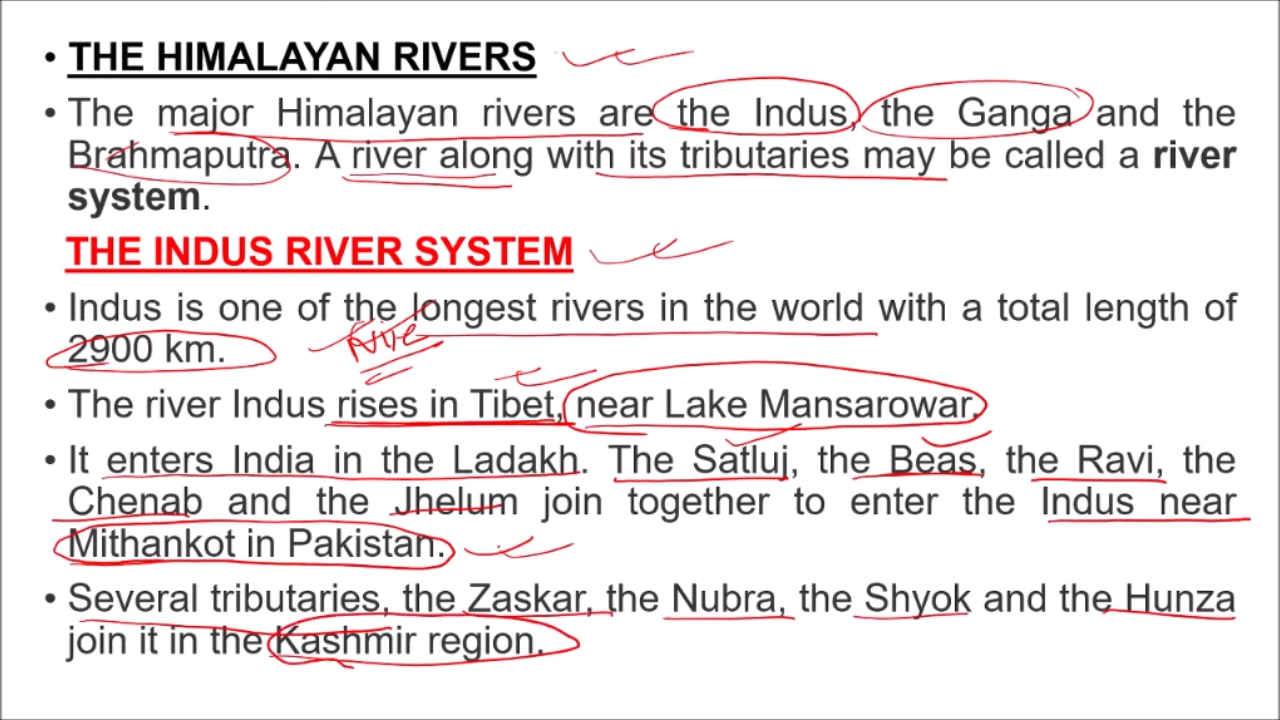 • THE HIMALAYAN RIVERS
• The major Himalayan rivers are the Indus, the Ganga and the
Brahmaputra. A river along with its tributaries may be called a river
system.
THE INDUS RIVER SYSTEM
• Indus is one of the longest rivers in the world with a total length of
2900 km.
• The river Indus rises in Tibet, near Lake Mansarowar.
• It enters India in the Ladakh. The Satluj, the Beas, the Ravi, the
Chenab and the Jhelum join together to enter the Indus near
Mithankot in Pakistan.
• Several tributaries, the Zaskar, the Nubra, the Shyok and the Hunza
join it in the Kashmir region.